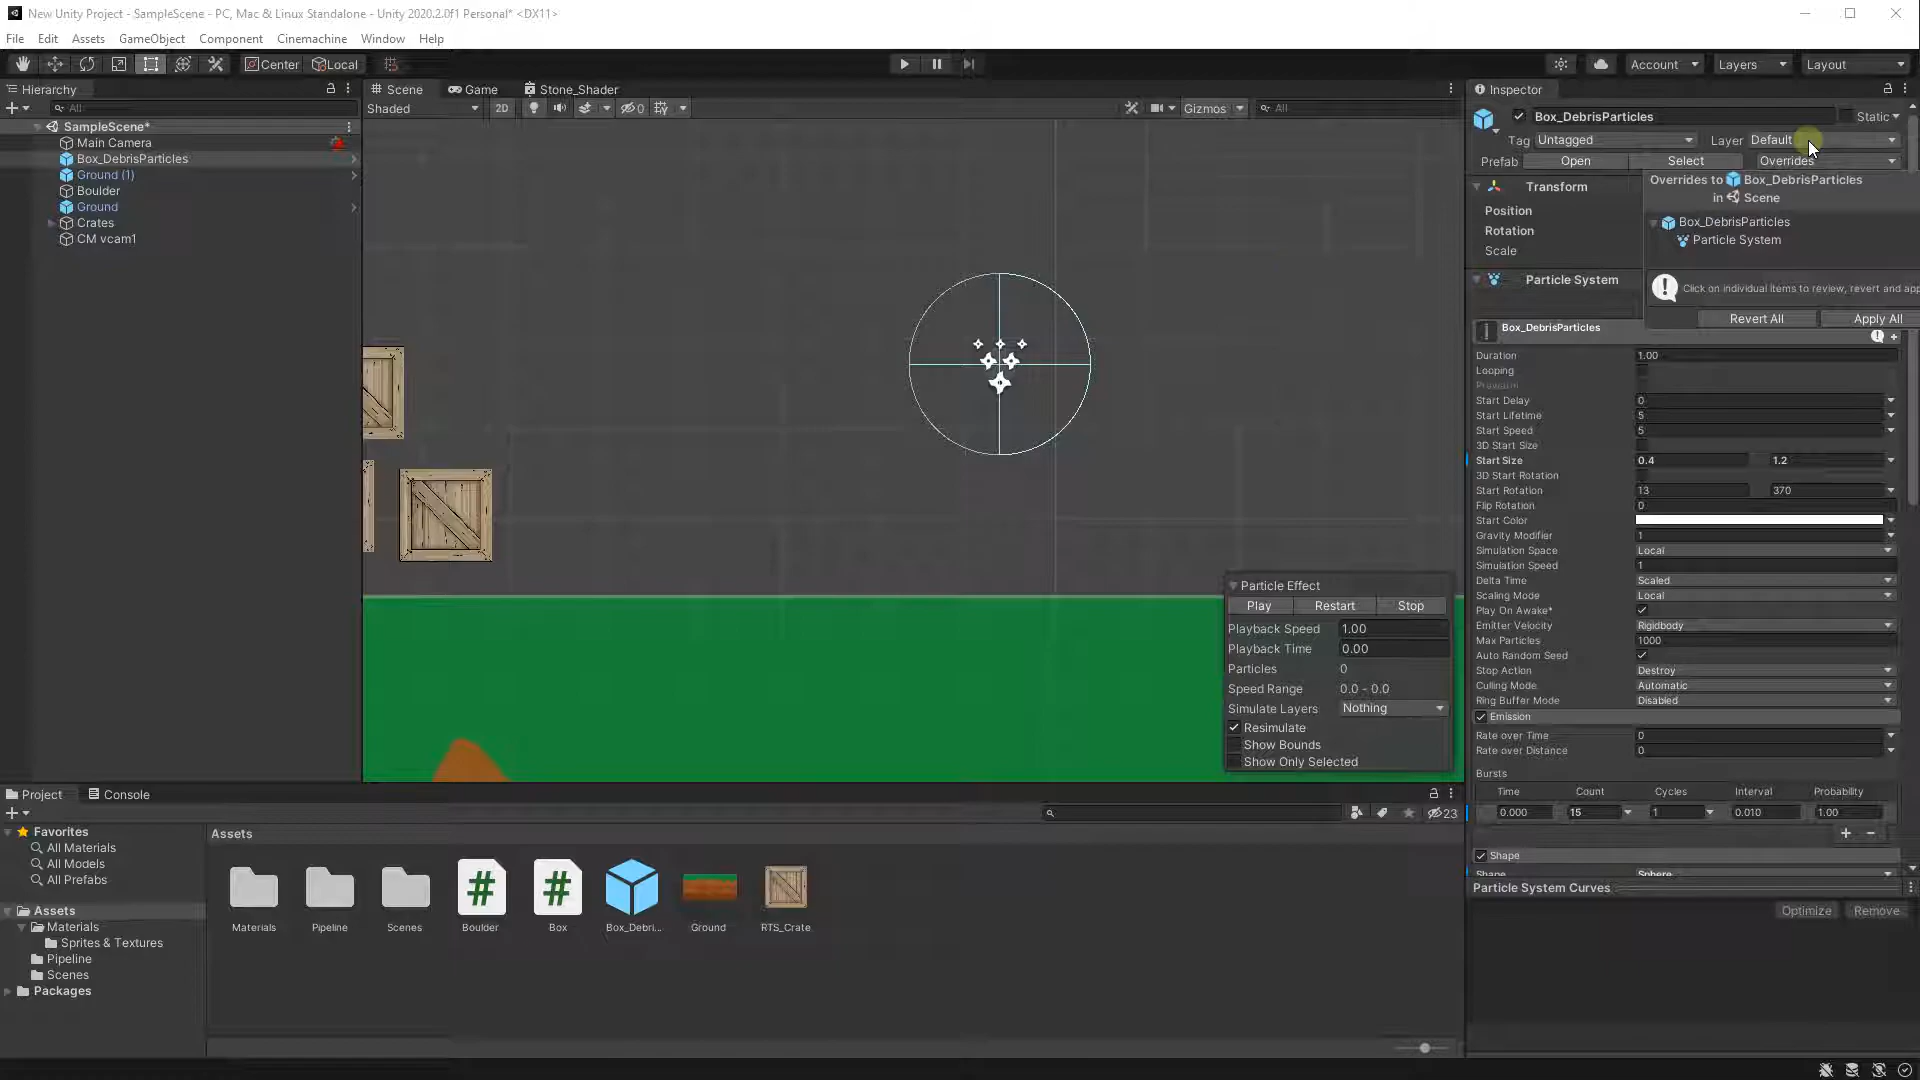 New Unity Project - SampleScene - PC, Mac & Linux Standalone - Unity 2020.2.0f1 Personal* <DX11>
File Edit Assets GameObject Component Cinemachine Window Help
Center Local Account Layers Layout
Hierarchy
All
SampleScene*
Main Camera
Box_DebrisParticles
Ground (1)
Boulder
Ground
Crates
CM vcam1
Scene Game Stone_Shader
Shaded 2D 0 Gizmos All
Particle Effect
Play Restart Stop
Playback Speed 1.00
Playback Time 0.00
Particles 0
Speed Range 0.0 - 0.0
Simulate Layers Nothing
Resimulate
Show Bounds
Show Only Selected
Inspector
Box_DebrisParticles Static
Tag Untagged Layer Default
Prefab Open Select Overrides
Overrides to Box_DebrisParticles
in Scene
Box_DebrisParticles
Particle System
Click on individual items to review, revert and app
Revert All Apply All
Transform
Position
Rotation
Scale
Particle System
Box_DebrisParticles
Duration 1.00
Looping
Prewarm
Start Delay 0
Start Lifetime 5
Start Speed 5
3D Start Size
Start Size 0.4 1.2
3D Start Rotation
Start Rotation 13 370
Flip Rotation 0
Start Color
Gravity Modifier 1
Simulation Space Local
Simulation Speed 1
Delta Time Scaled
Scaling Mode Local
Play On Awake*
Emitter Velocity Rigidbody
Max Particles 1000
Auto Random Seed
Stop Action Destroy
Culling Mode Automatic
Ring Buffer Mode Disabled
Emission
Rate over Time 0
Rate over Distance 0
Bursts
Time Count Cycles Interval Probability
0.000 15 1 0.010 1.00
Shape
Shape Sphere
Particle System Curves
Optimize Remove
Project Console
23
Favorites
All Materials
All Models
All Prefabs
Assets
Materials
Sprites & Textures
Pipeline
Scenes
Packages
Assets
Materials Pipeline Scenes Boulder Box Box_Debri... Ground RTS_Crate